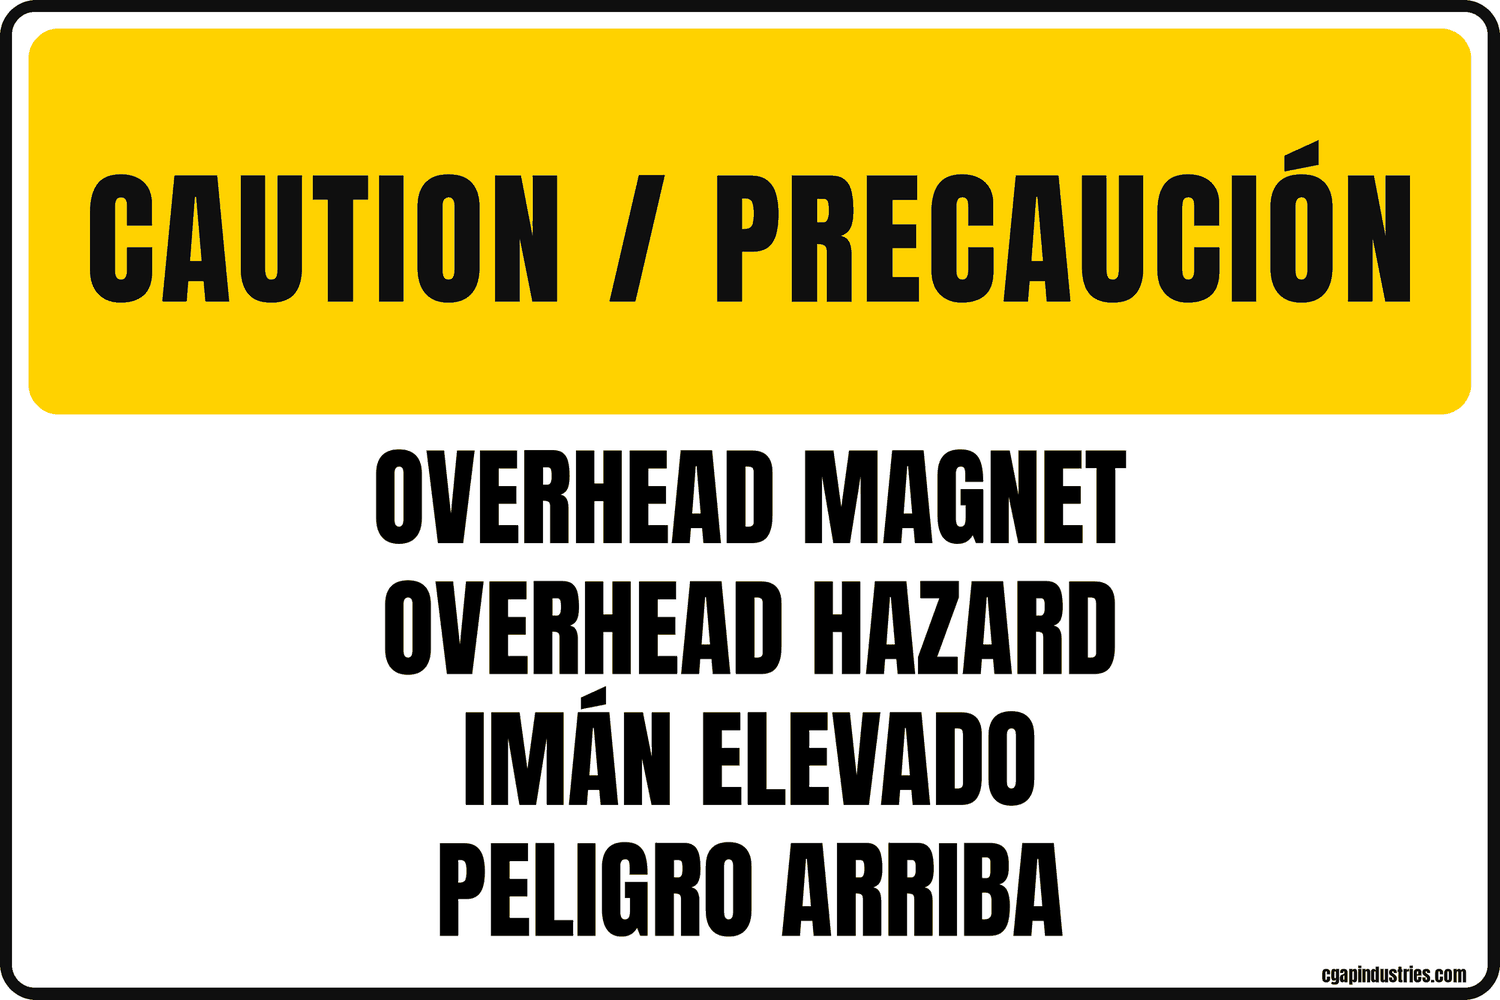 CAUTION / PRECAUCIÓN
OVERHEAD MAGNET
OVERHEAD HAZARD
IMÁN ELEVADO
PELIGRO ARRIBA
cgapindustries.com